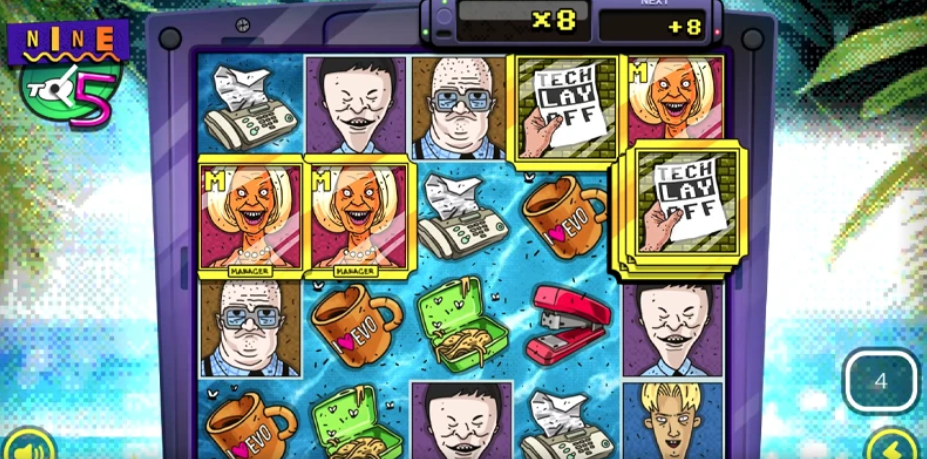 NEXT
x8
+8
NINE
TO 5
TECH
LAY
OFF
M
M
M
TECH
LAY
OFF
I ♥ EVO
MANAGER
MANAGER
I ♥ EVO
4
I ♥ EVO